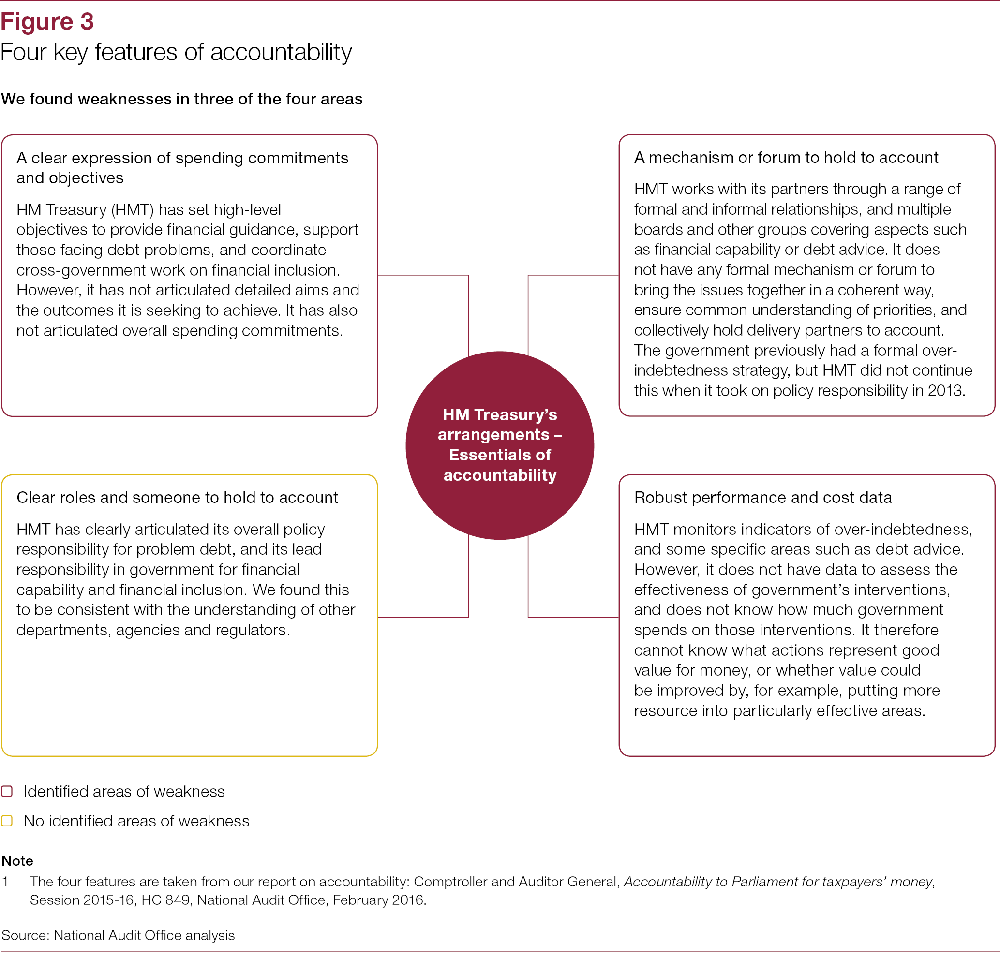 Figure 3
Four key features of accountability
We found weaknesses in three of the four areas
A clear expression of spending commitments
and objectives
HM Treasury (HMT) has set high-level
objectives to provide financial guidance, support
those facing debt problems, and coordinate
cross-government work on financial inclusion.
However, it has not articulated detailed aims and
the outcomes it is seeking to achieve. It has also
not articulated overall spending commitments.
A mechanism or forum to hold to account
HMT works with its partners through a range of
formal and informal relationships, and multiple
boards and other groups covering aspects such
as financial capability or debt advice. It does
not have any formal mechanism or forum to
bring the issues together in a coherent way,
ensure common understanding of priorities, and
collectively hold delivery partners to account.
The government previously had a formal over-
indebtedness strategy, but HMT did not continue
this when it took on policy responsibility in 2013.
HM Treasury’s
arrangements –
Essentials of
accountability
Clear roles and someone to hold to account
HMT has clearly articulated its overall policy
responsibility for problem debt, and its lead
responsibility in government for financial
capability and financial inclusion. We found this
to be consistent with the understanding of other
departments, agencies and regulators.
Robust performance and cost data
HMT monitors indicators of over-indebtedness,
and some specific areas such as debt advice.
However, it does not have data to assess the
effectiveness of government’s interventions,
and does not know how much government
spends on those interventions. It therefore
cannot know what actions represent good
value for money, or whether value could
be improved by, for example, putting more
resource into particularly effective areas.
Identified areas of weakness
No identified areas of weakness
Note
1 The four features are taken from our report on accountability: Comptroller and Auditor General, Accountability to Parliament for taxpayers’ money,
Session 2015-16, HC 849, National Audit Office, February 2016.
Source: National Audit Office analysis